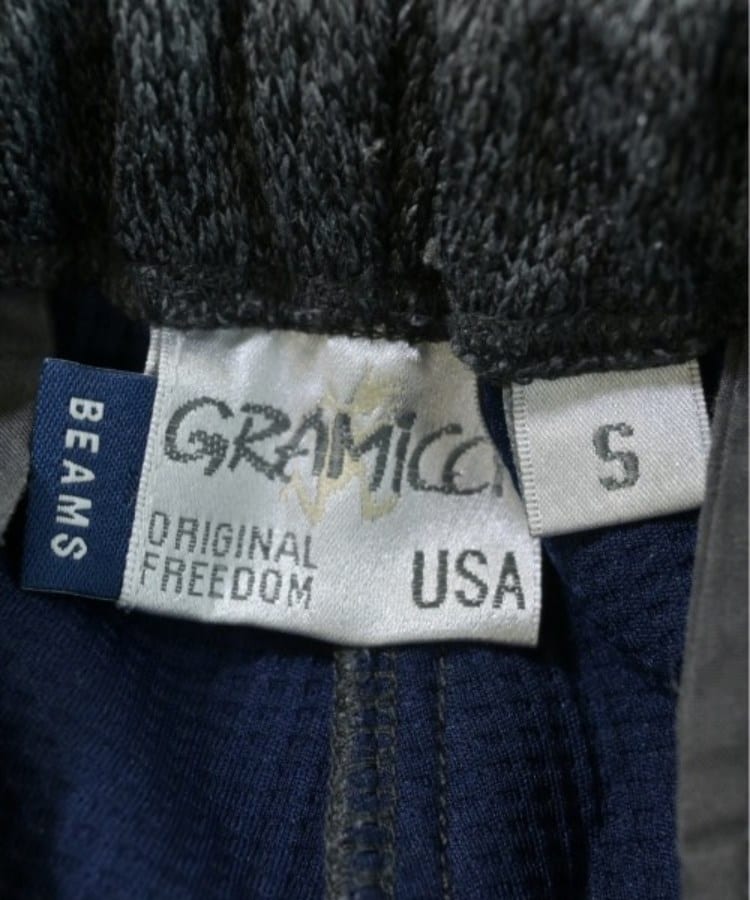 BEAMS
GRAMiCCi
ORIGINAL
FREEDOM
USA
S